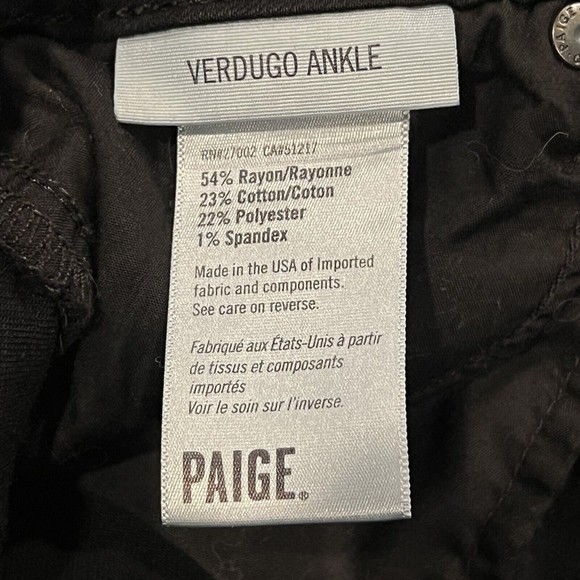 VERDUGO ANKLE
PAIGE
RN#27002 CA#51217
54% Rayon/Rayonne
23% Cotton/Coton
22% Polyester
1% Spandex
Made in the USA of Imported
fabric and components.
See care on reverse.
Fabriqué aux États-Unis à partir
de tissus et composants
importés
Voir le soin sur l'inverse.
PAIGE®